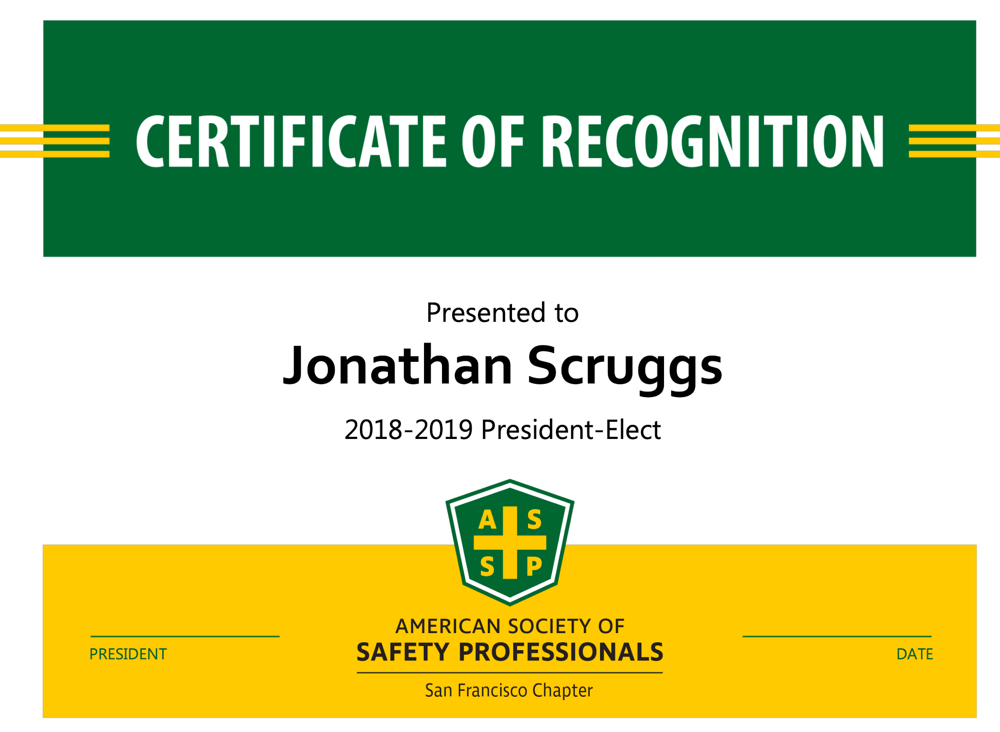 CERTIFICATE OF RECOGNITION
Presented to
Jonathan Scruggs
2018-2019 President-Elect
A S
S P
AMERICAN SOCIETY OF
SAFETY PROFESSIONALS
San Francisco Chapter
PRESIDENT
DATE